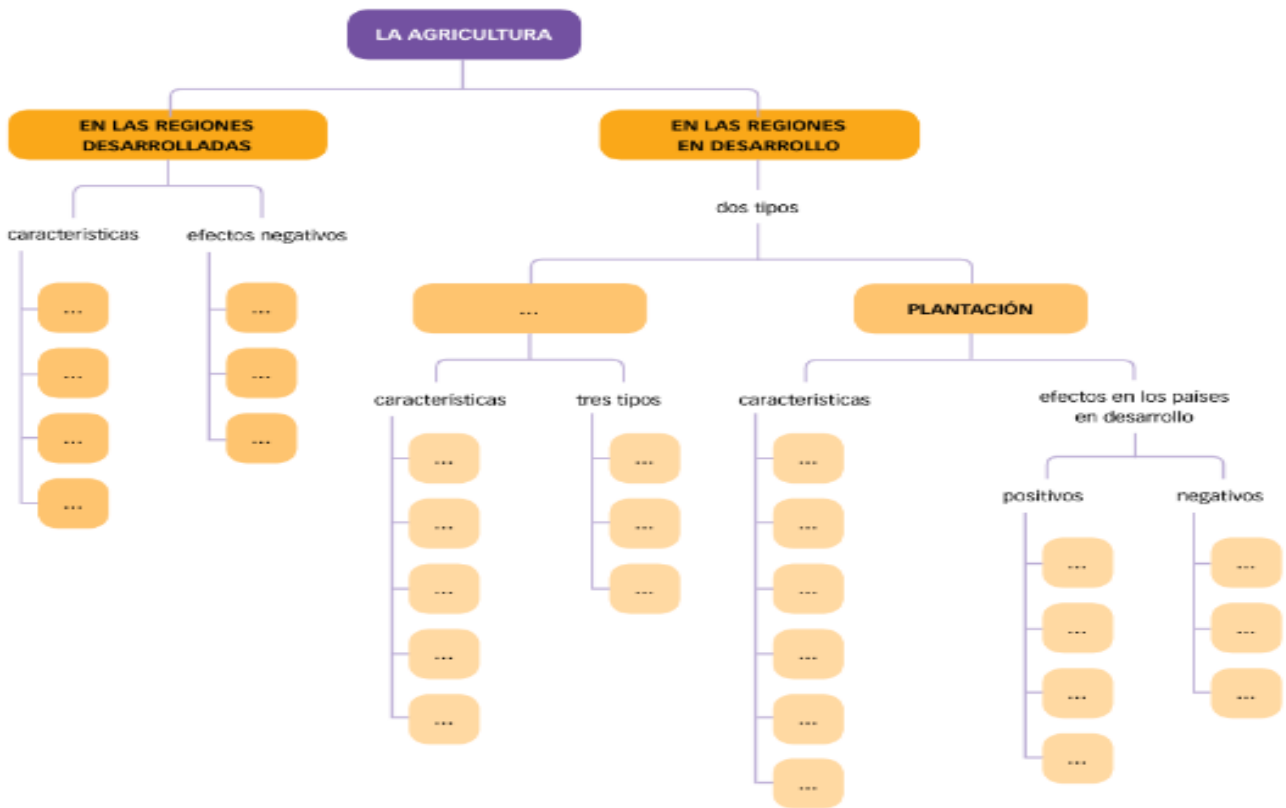 LA AGRICULTURA
EN LAS REGIONES
DESARROLLADAS
EN LAS REGIONES
EN DESARROLLO
características
efectos negativos
dos tipos
...
...
...
...
...
...
...
...
PLANTACIÓN
características
tres tipos
características
efectos en los países
en desarrollo
...
...
...
...
...
...
...
...
...
...
...
...
...
...
positivos
negativos
...
...
...
...
...
...
...